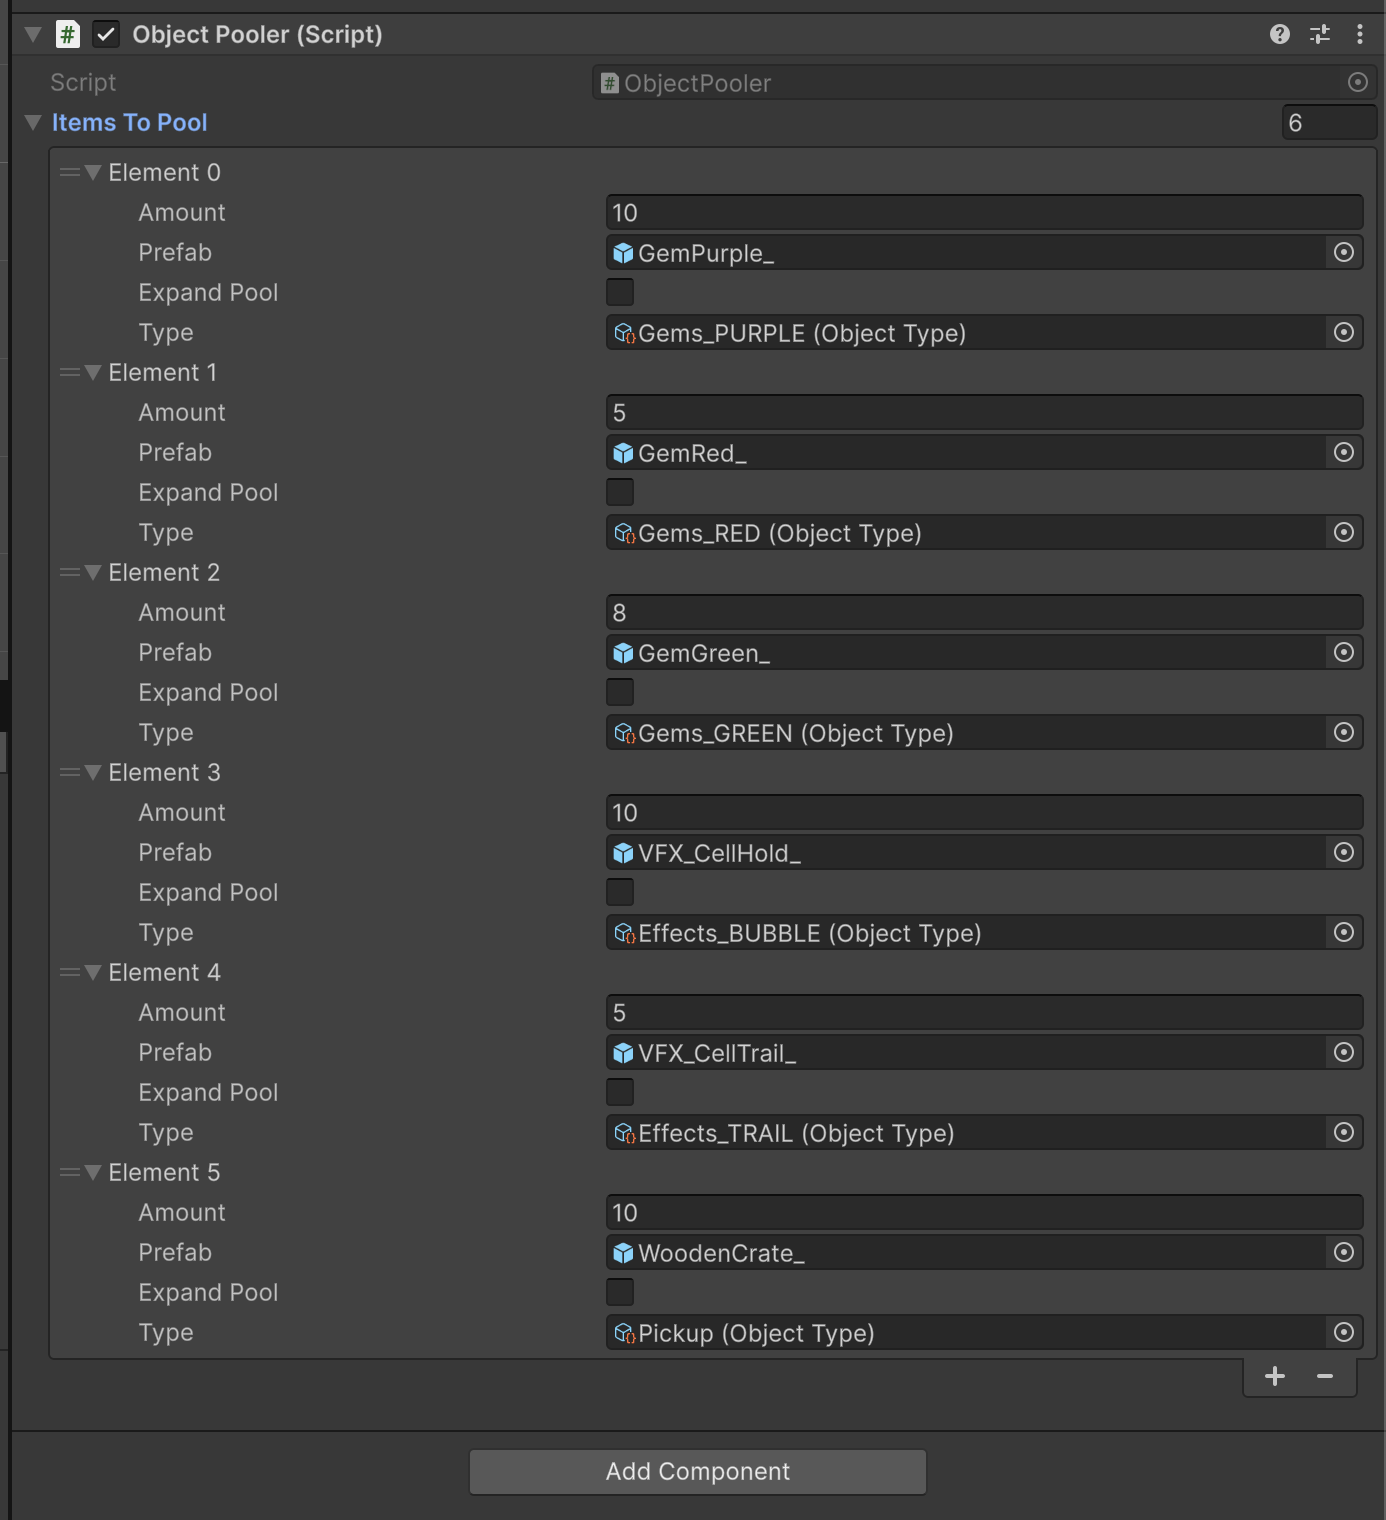 Object Pooler (Script)
Script ObjectPooler
Items To Pool 6
Element 0
Amount 10
Prefab GemPurple_
Expand Pool
Type Gems_PURPLE (Object Type)
Element 1
Amount 5
Prefab GemRed_
Expand Pool
Type Gems_RED (Object Type)
Element 2
Amount 8
Prefab GemGreen_
Expand Pool
Type Gems_GREEN (Object Type)
Element 3
Amount 10
Prefab VFX_CellHold_
Expand Pool
Type Effects_BUBBLE (Object Type)
Element 4
Amount 5
Prefab VFX_CellTrail_
Expand Pool
Type Effects_TRAIL (Object Type)
Element 5
Amount 10
Prefab WoodenCrate_
Expand Pool
Type Pickup (Object Type)
Add Component